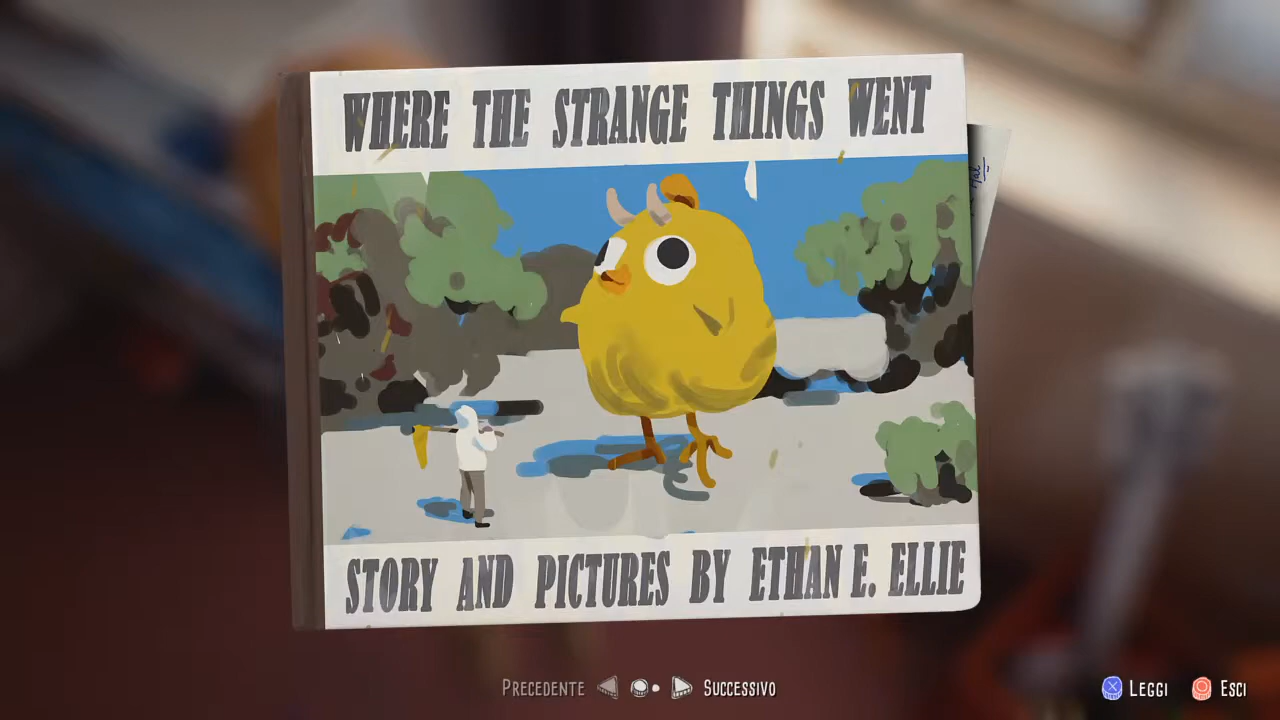 WHERE THE STRANGE THINGS WENT
STORY AND PICTURES BY ETHAN E. ELLIE
PRECEDENTE SUCCESSIVO
LEGGI ESCI